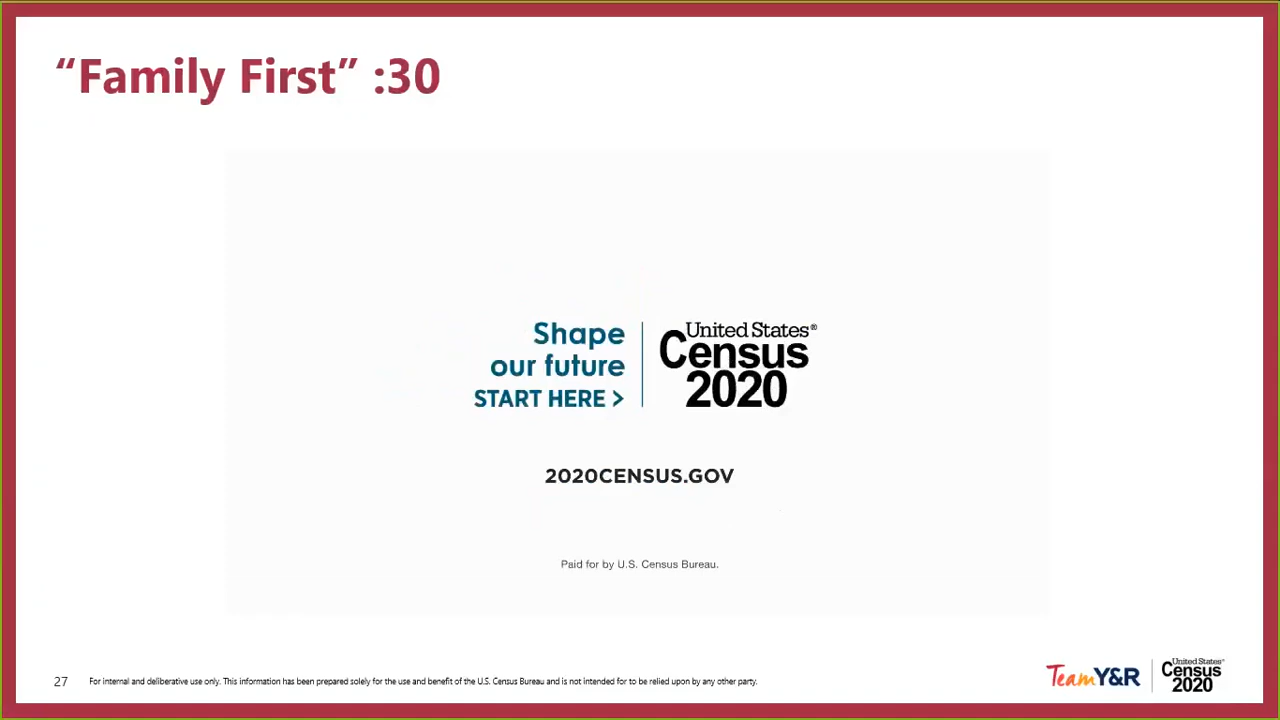 “Family First” :30
Shape
our future
START HERE >
United States®
Census
2020
2020CENSUS.GOV
Paid for by U.S. Census Bureau.
27
For internal and deliberative use only. This information has been prepared solely for the use and benefit of the U.S. Census Bureau and is not intended for to be relied upon by any other party.
TeamY&R
United States®
Census
2020